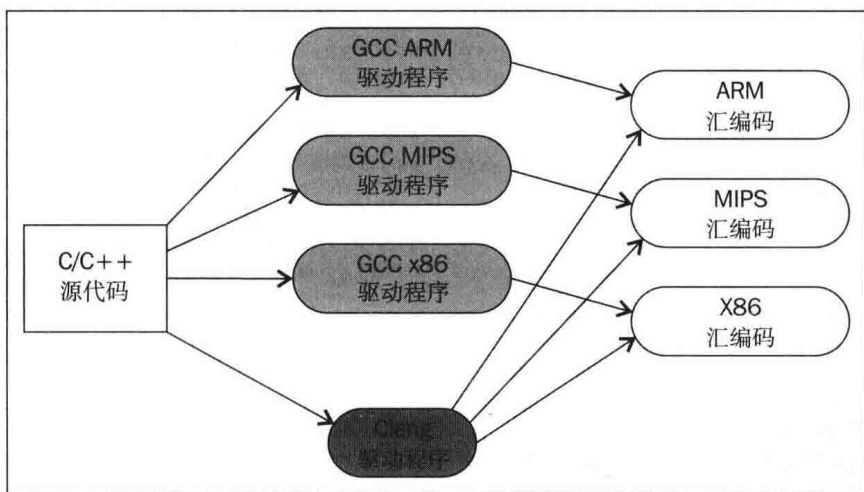 GCC ARM
驱动程序
ARM
汇编码
GCC MIPS
驱动程序
MIPS
汇编码
C/C++
源代码
GCC x86
驱动程序
X86
汇编码
Clang
驱动程序